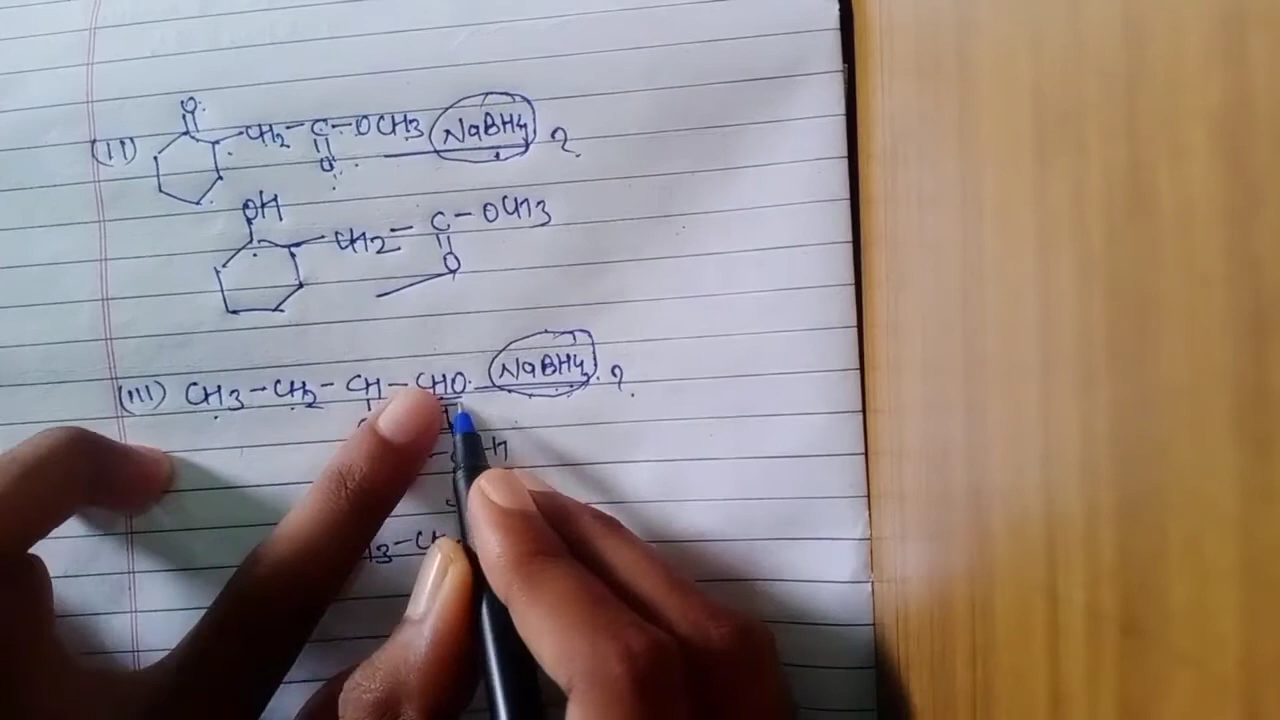 O
(II) CH2 - C - OCH3 NaBH4 ?
O
OH
CH2 - C - OCH3
O
(III) CH3 - CH2 - CH - CHO NaBH4 ?